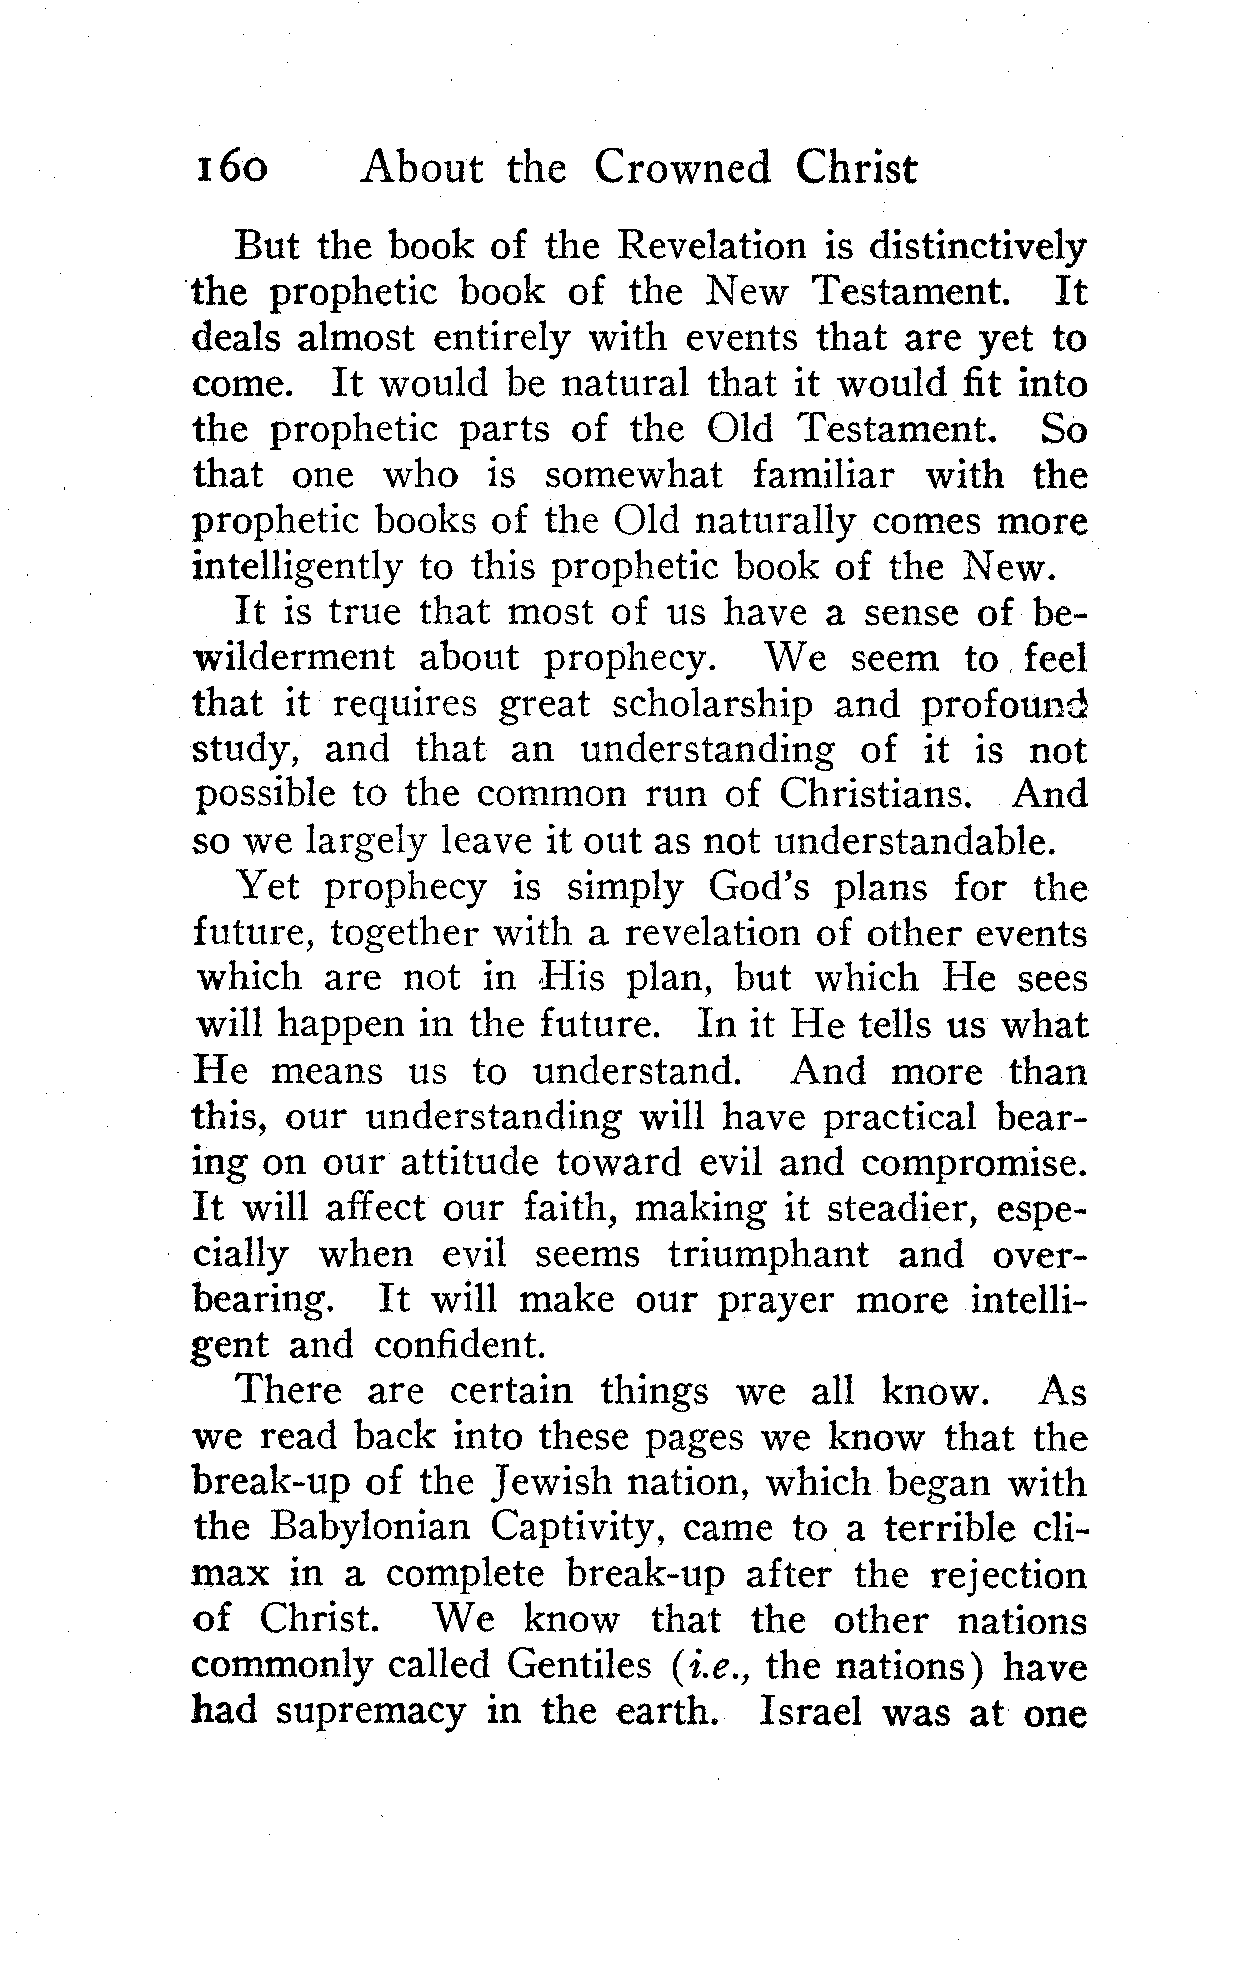 160 About the Crowned Christ
But the book of the Revelation is distinctively
the prophetic book of the New Testament. It
deals almost entirely with events that are yet to
come. It would be natural that it would fit into
the prophetic parts of the Old Testament. So
that one who is somewhat familiar with the
prophetic books of the Old naturally comes more
intelligently to this prophetic book of the New.
It is true that most of us have a sense of be-
wilderment about prophecy. We seem to feel
that it requires great scholarship and profound
study, and that an understanding of it is not
possible to the common run of Christians. And
so we largely leave it out as not understandable.
Yet prophecy is simply God's plans for the
future, together with a revelation of other events
which are not in His plan, but which He sees
will happen in the future. In it He tells us what
He means us to understand. And more than
this, our understanding will have practical bear-
ing on our attitude toward evil and compromise.
It will affect our faith, making it steadier, espe-
cially when evil seems triumphant and over-
bearing. It will make our prayer more intelli-
gent and confident.
There are certain things we all know. As
we read back into these pages we know that the
break-up of the Jewish nation, which began with
the Babylonian Captivity, came to a terrible cli-
max in a complete break-up after the rejection
of Christ. We know that the other nations
commonly called Gentiles (i.e., the nations) have
had supremacy in the earth. Israel was at one